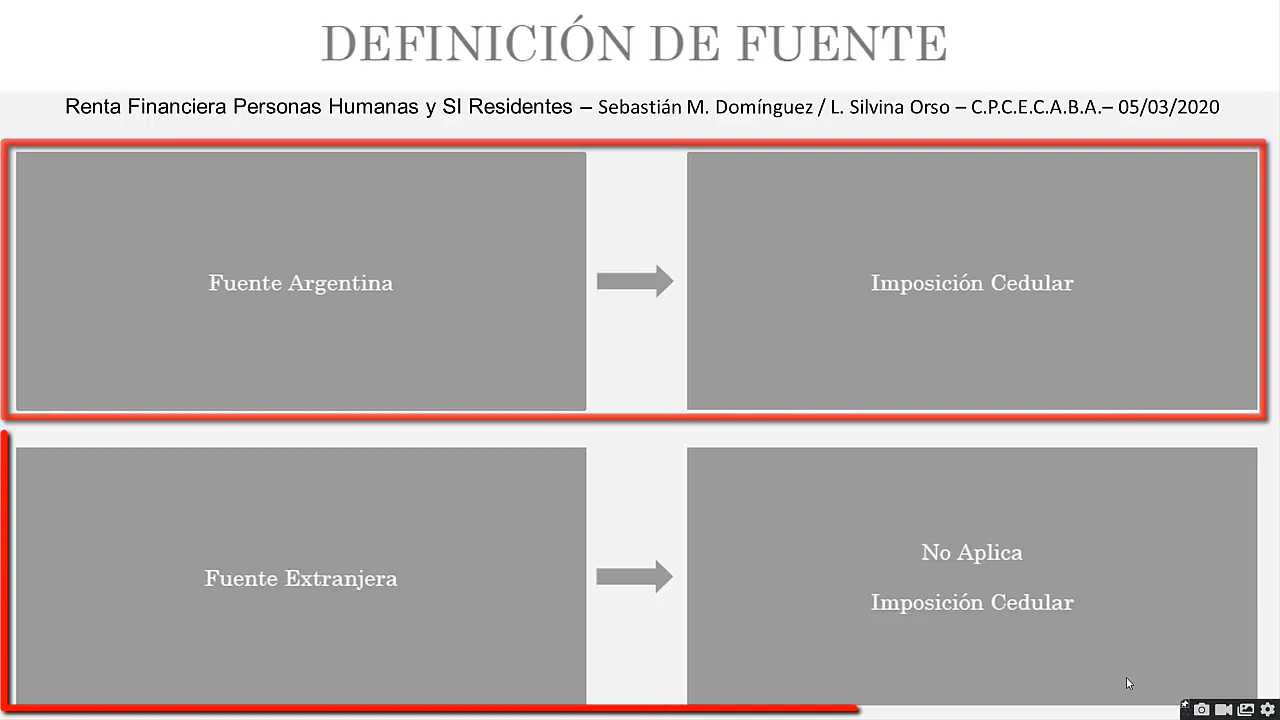 DEFINICIÓN DE FUENTE
Renta Financiera Personas Humanas y SI Residentes – Sebastián M. Domínguez / L. Silvina Orso – C.P.C.E.C.A.B.A.– 05/03/2020
Fuente Argentina
Imposición Cedular
Fuente Extranjera
No Aplica
Imposición Cedular